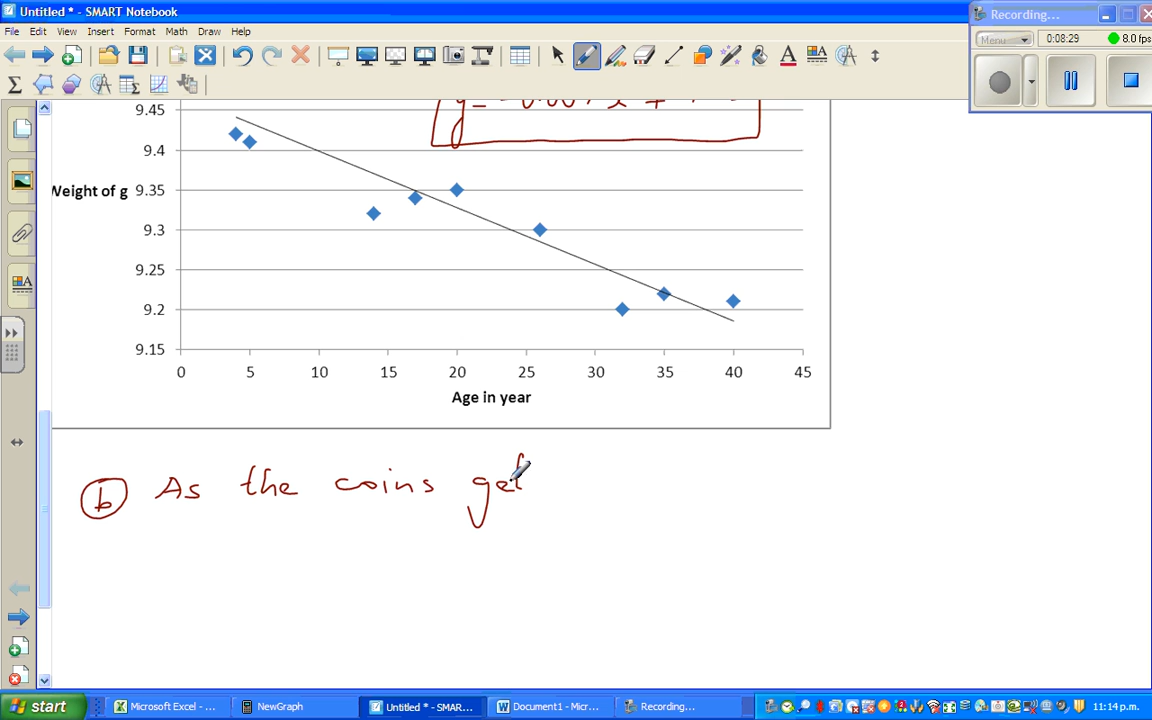 Untitled * - SMART Notebook
Recording...
File Edit View Insert Format Math Draw Help
Menu
0:08:29
8.0 fps
9.45
9.4
Weight of g 9.35
9.3
9.25
9.2
9.15
0 5 10 15 20 25 30 35 40 45
Age in year
b As the coins get
start
Microsoft Excel - ...
NewGraph
Untitled * - SMAR...
Document1 - Micr...
Recording...
11:14 p.m.